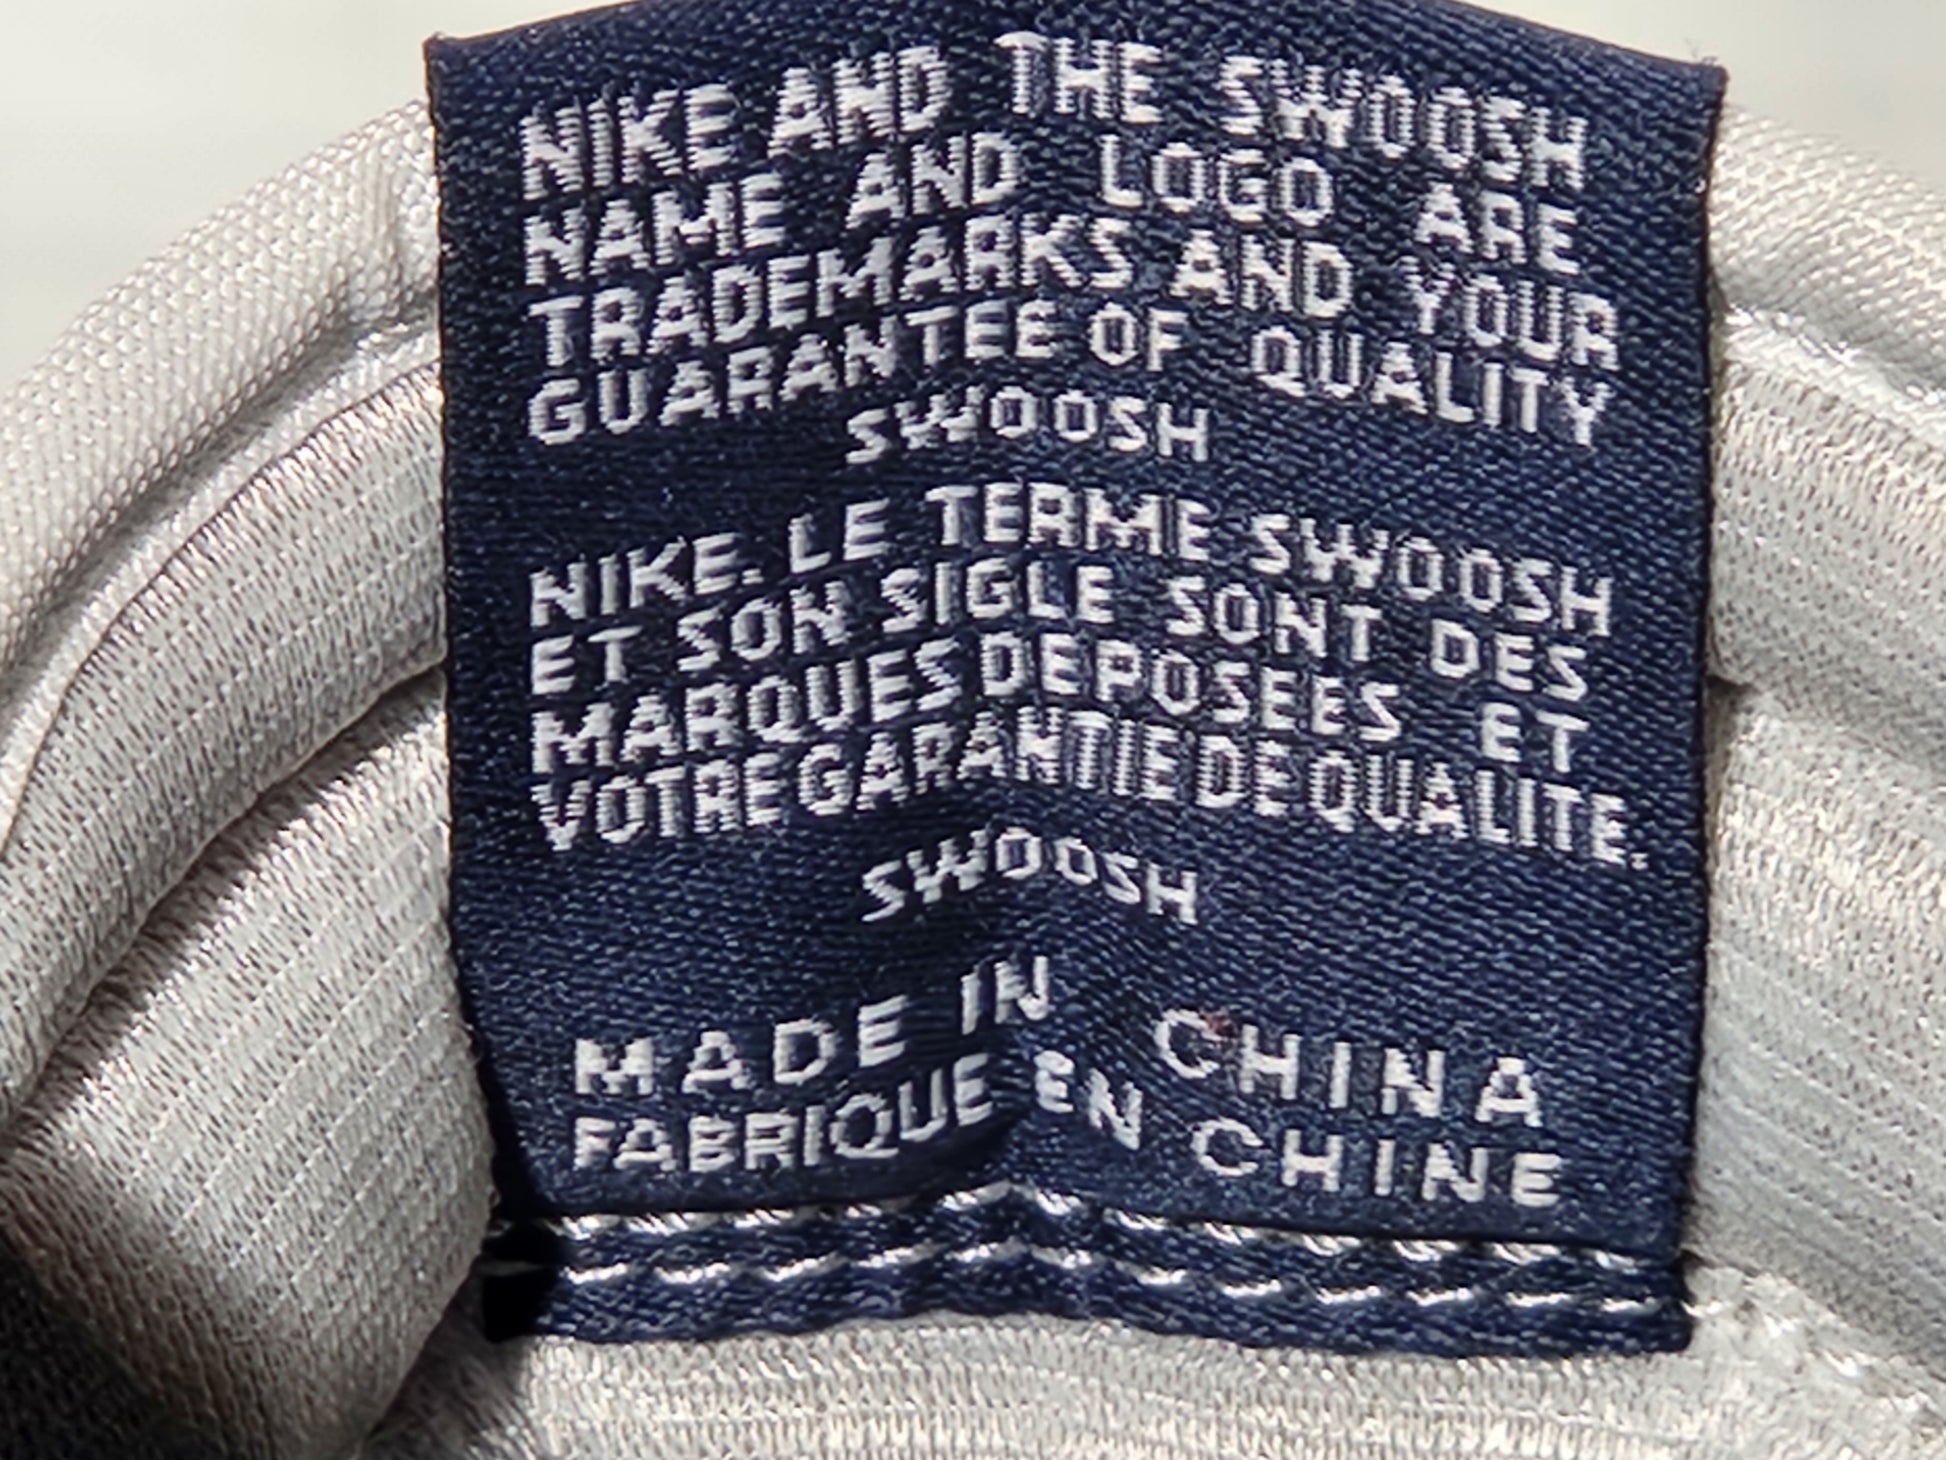 NIKE AND THE SWOOSH
NAME AND LOGO ARE
TRADEMARKS AND YOUR
GUARANTEE OF QUALITY
SWOOSH
NIKE. LE TERME SWOOSH
ET SON SIGLE SONT DES
MARQUES DEPOSEES ET
VOTRE GARANTIE DE QUALITE.
SWOOSH
MADE IN CHINA
FABRIQUE EN CHINE